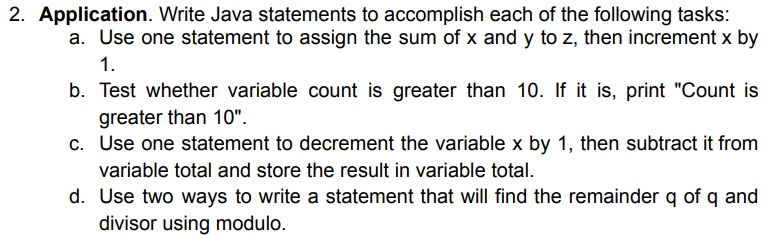 2. Application. Write Java statements to accomplish each of the following tasks:
a. Use one statement to assign the sum of x and y to z, then increment x by
1.
b. Test whether variable count is greater than 10. If it is, print "Count is
greater than 10".
c. Use one statement to decrement the variable x by 1, then subtract it from
variable total and store the result in variable total.
d. Use two ways to write a statement that will find the remainder q of q and
divisor using modulo.